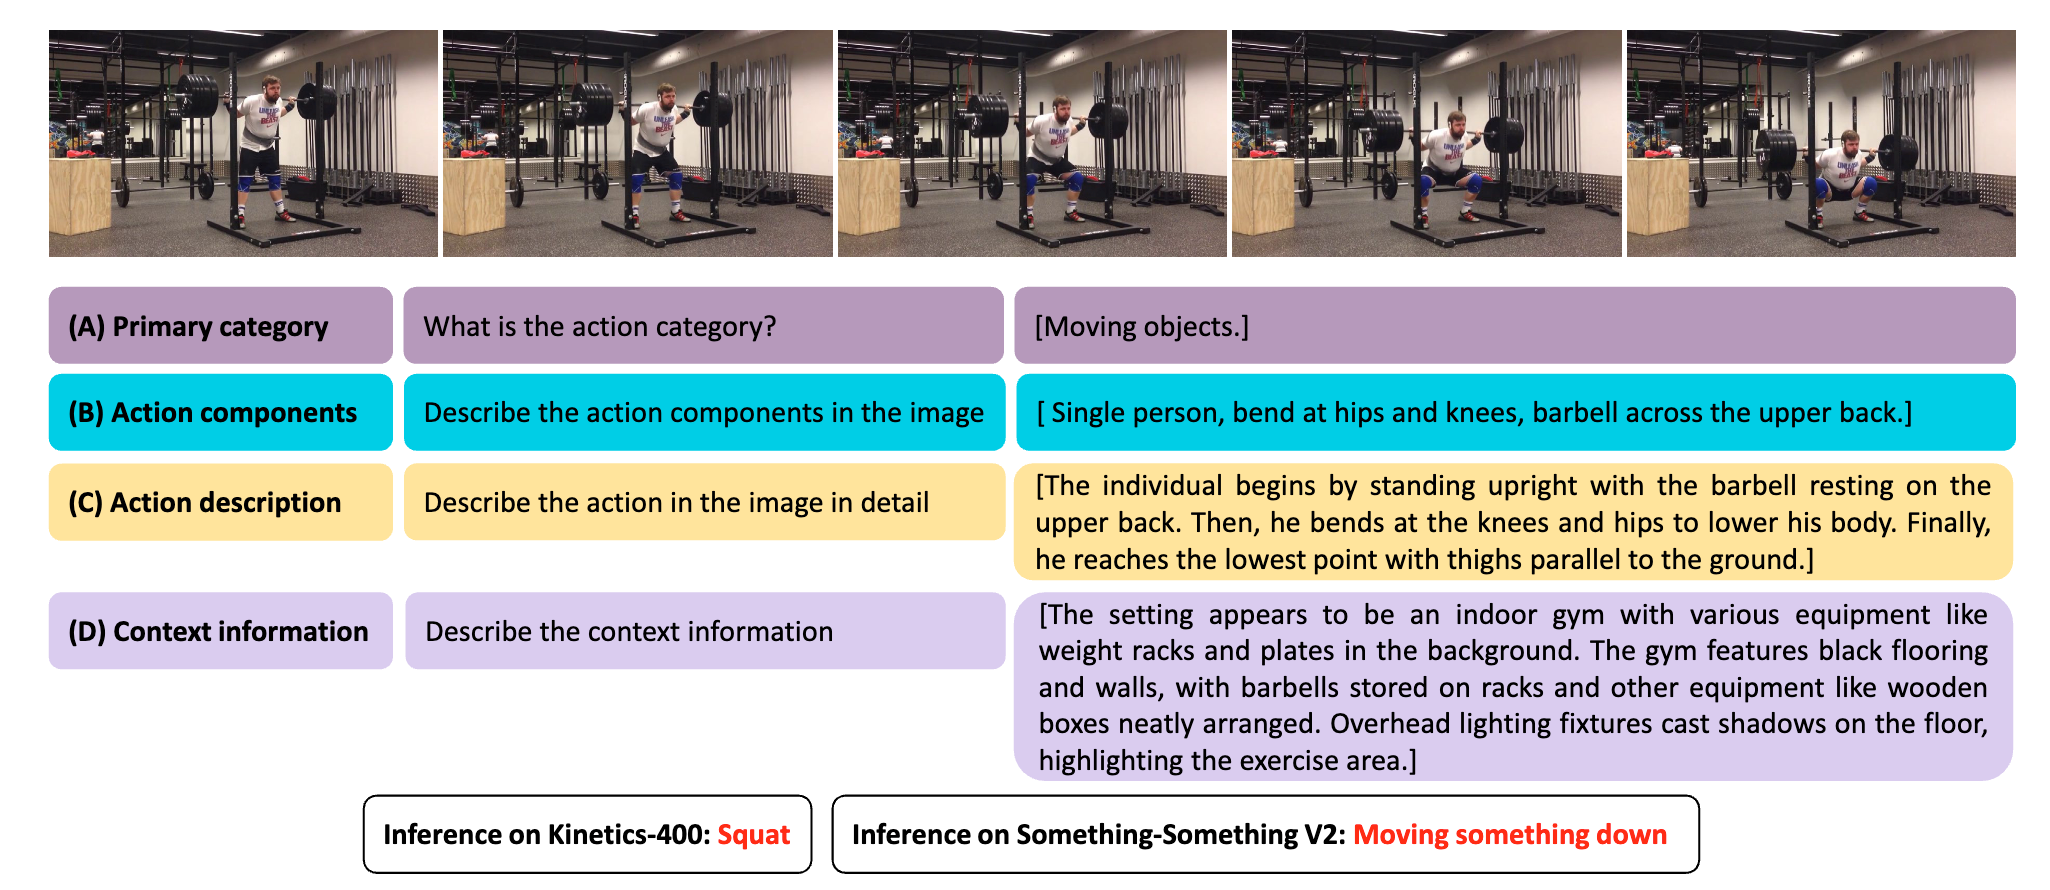 (A) Primary category
What is the action category?
[Moving objects.]
(B) Action components
Describe the action components in the image
[ Single person, bend at hips and knees, barbell across the upper back.]
(C) Action description
Describe the action in the image in detail
[The individual begins by standing upright with the barbell resting on the
upper back. Then, he bends at the knees and hips to lower his body. Finally,
he reaches the lowest point with thighs parallel to the ground.]
(D) Context information
Describe the context information
[The setting appears to be an indoor gym with various equipment like
weight racks and plates in the background. The gym features black flooring
and walls, with barbells stored on racks and other equipment like wooden
boxes neatly arranged. Overhead lighting fixtures cast shadows on the floor,
highlighting the exercise area.]
Inference on Kinetics-400: Squat
Inference on Something-Something V2: Moving something down